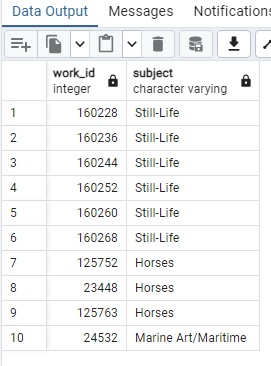 Data Output Messages Notifications
work_id subject
integer character varying
1 160228 Still-Life
2 160236 Still-Life
3 160244 Still-Life
4 160252 Still-Life
5 160260 Still-Life
6 160268 Still-Life
7 125752 Horses
8 23448 Horses
9 125763 Horses
10 24532 Marine Art/Maritime